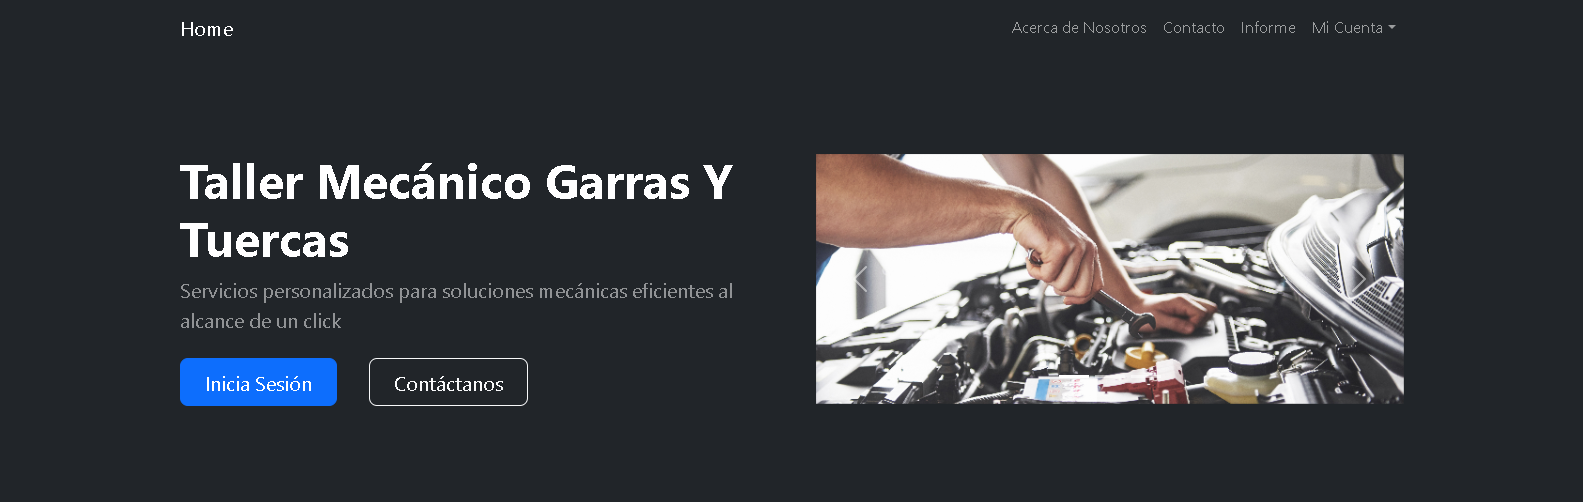 Home
Acerca de Nosotros Contacto Informe Mi Cuenta
Taller Mecánico Garras Y
Tuercas
Servicios personalizados para soluciones mecánicas eficientes al
alcance de un click
Inicia Sesión Contáctanos